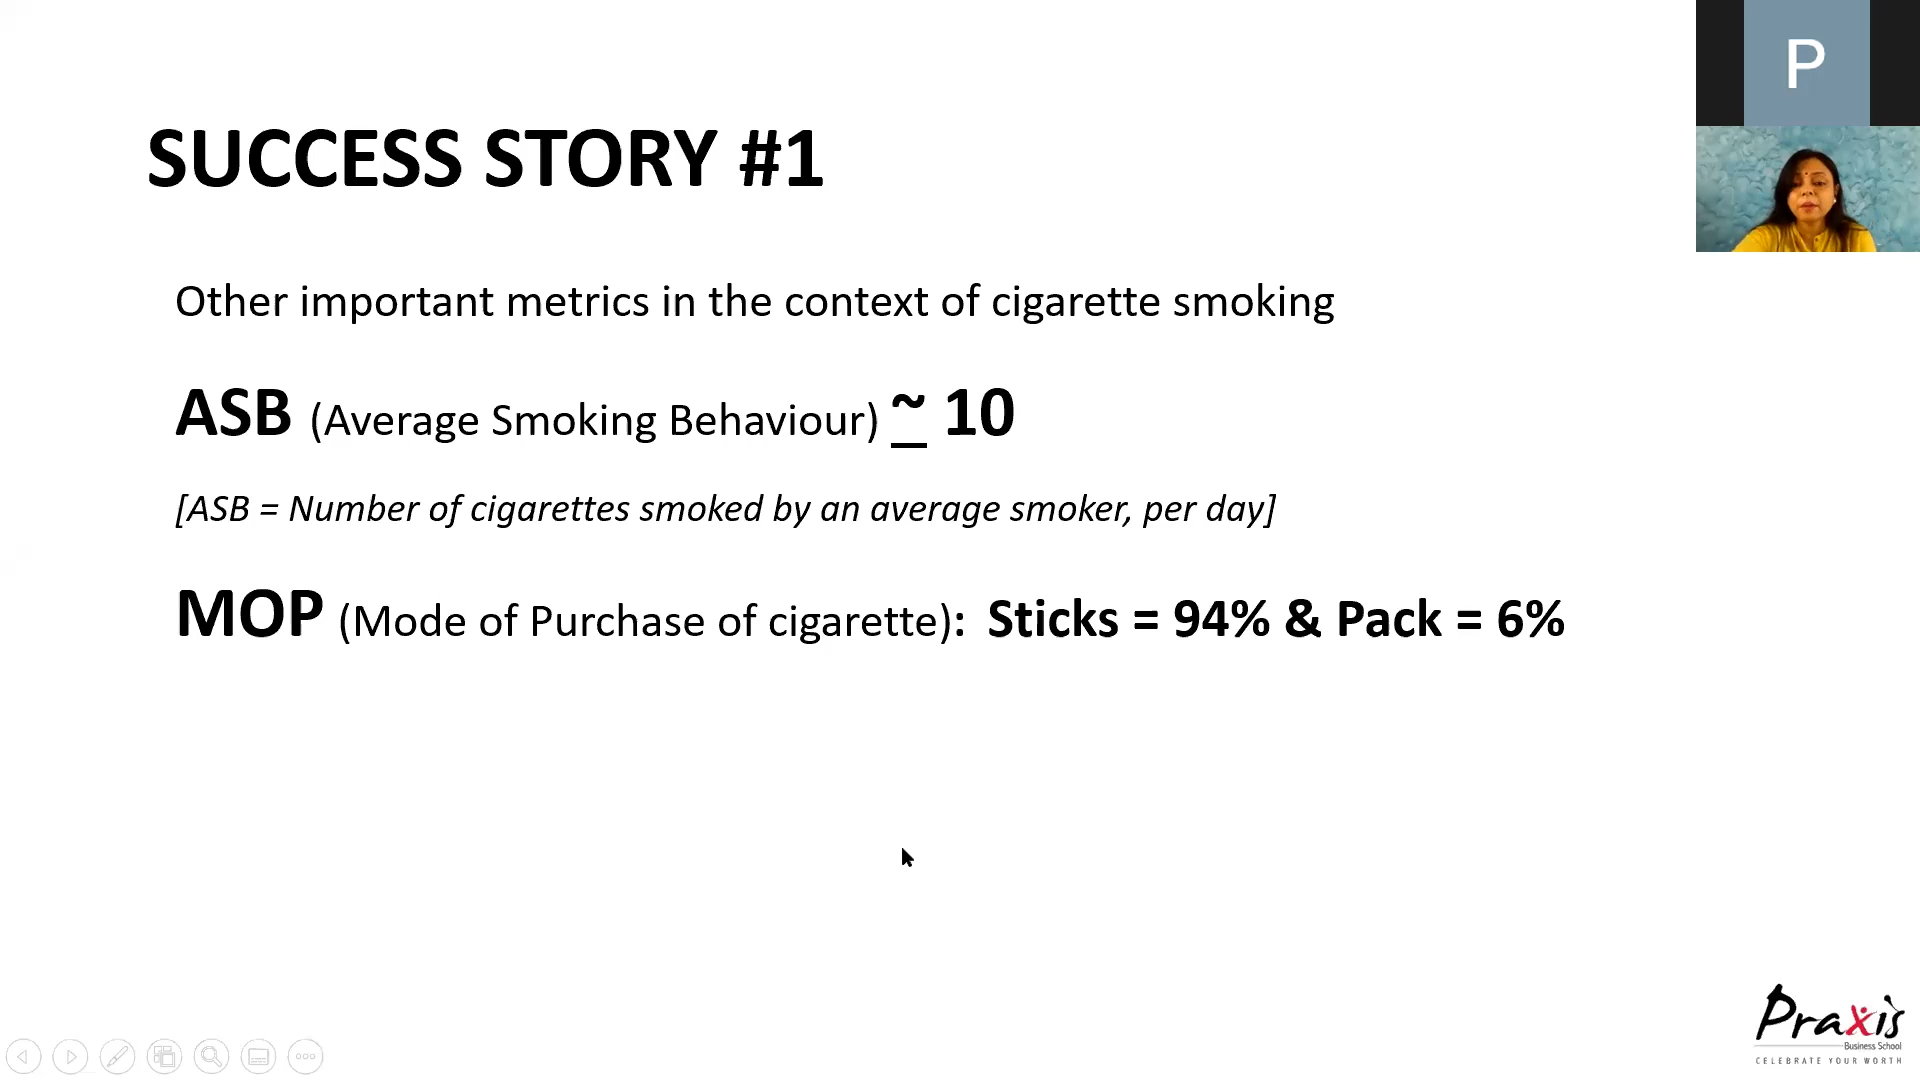 P
SUCCESS STORY #1
Other important metrics in the context of cigarette smoking
ASB (Average Smoking Behaviour) ~ 10
[ASB = Number of cigarettes smoked by an average smoker, per day]
MOP (Mode of Purchase of cigarette): Sticks = 94% & Pack = 6%
Praxis
Business School
CELEBRATE YOUR WORTH